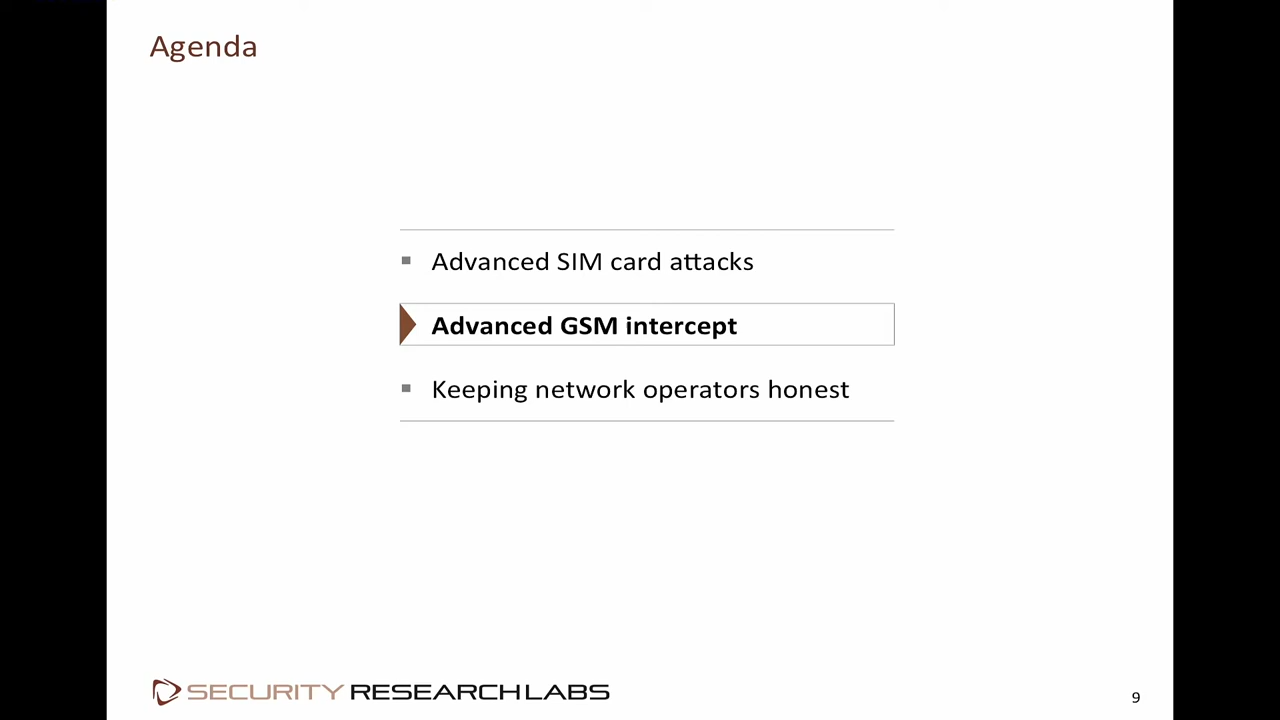 Agenda
Advanced SIM card attacks
Advanced GSM intercept
Keeping network operators honest
SECURITY RESEARCH LABS
9